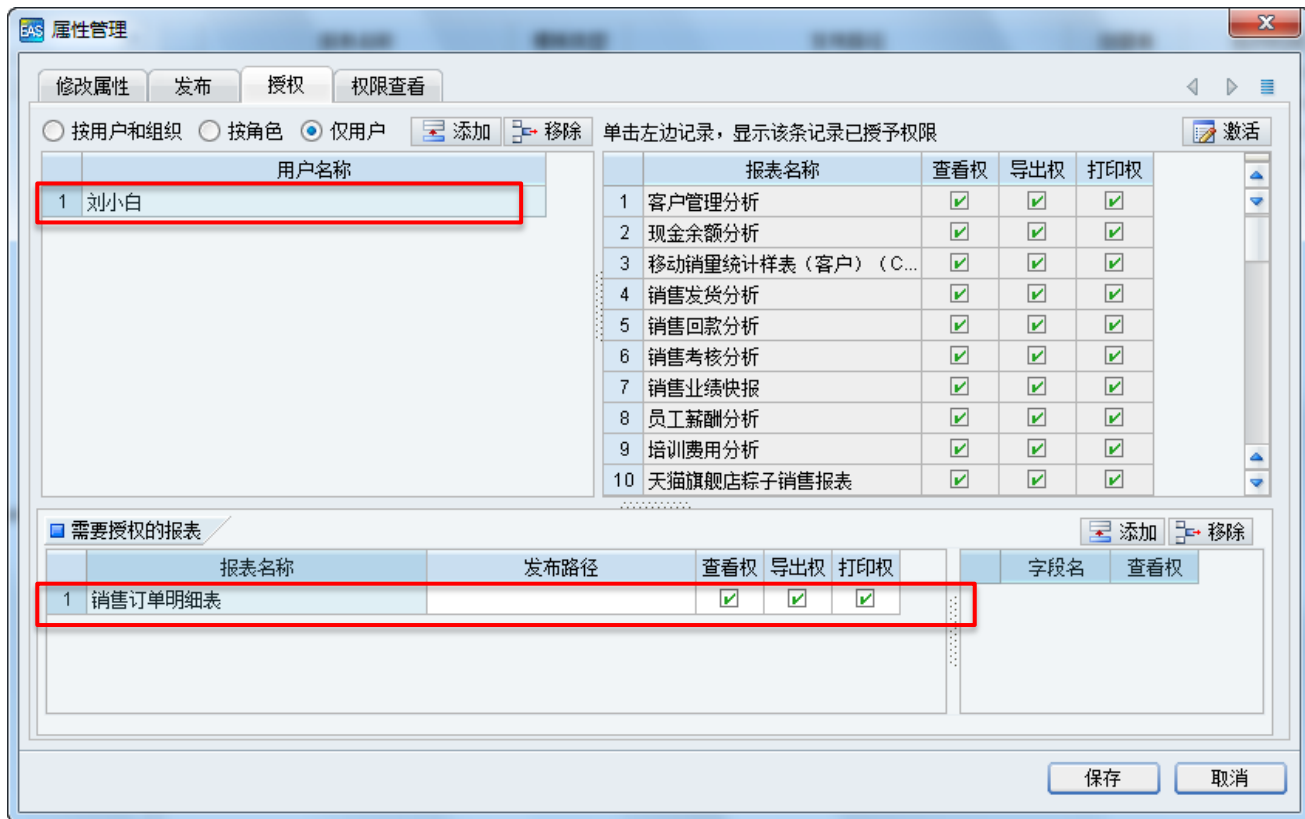 EAS 属性管理
修改属性 发布 授权 权限查看
按用户和组织 按角色 仅用户 添加 移除 单击左边记录，显示该条记录已授予权限 激活
用户名称
1 刘小白
报表名称 查看权 导出权 打印权
1 客户管理分析
2 现金余额分析
3 移动销量统计样表（客户）（C...
4 销售发货分析
5 销售回款分析
6 销售考核分析
7 销售业绩快报
8 员工薪酬分析
9 培训费用分析
10 天猫旗舰店粽子销售报表
需要授权的报表 添加 移除
报表名称 发布路径 查看权 导出权 打印权 字段名 查看权
1 销售订单明细表
保存 取消